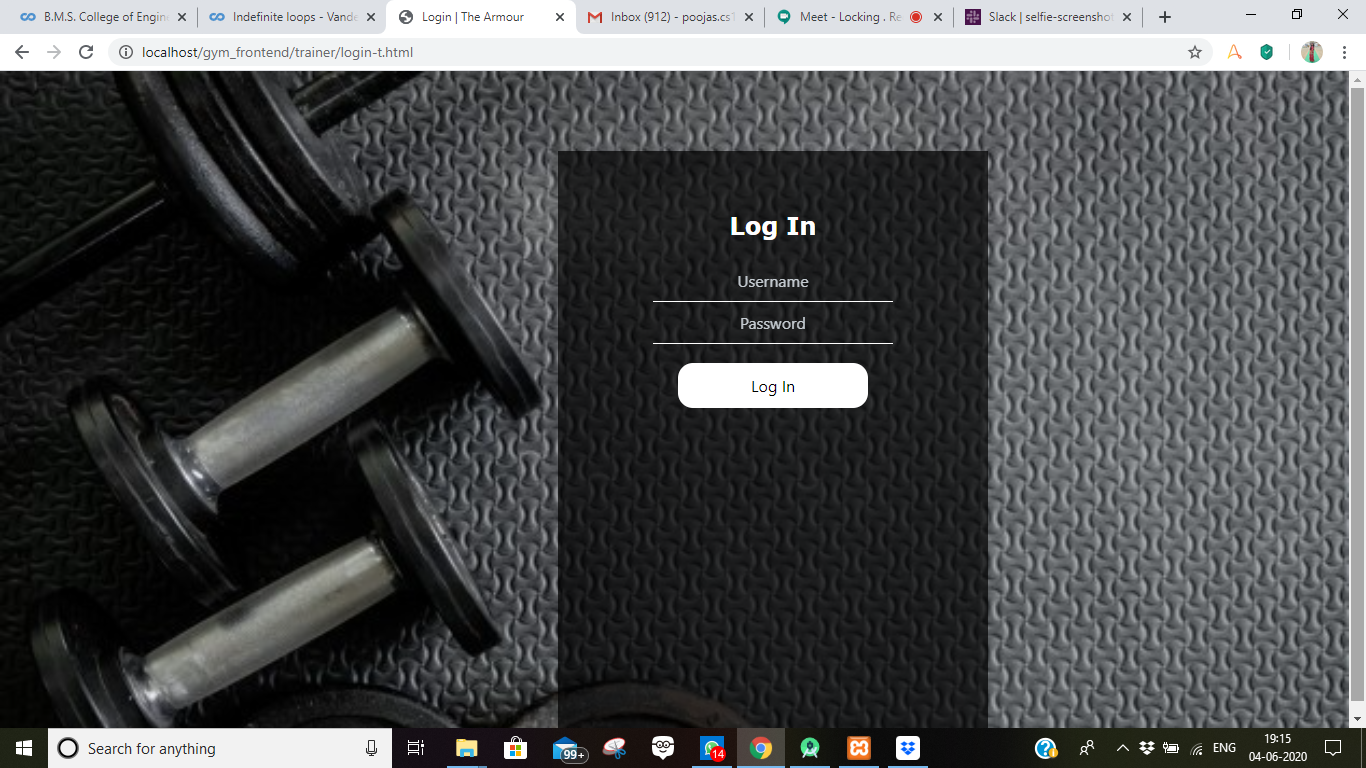 B.M.S. College of Engin
Indefinite loops - Vande
Login | The Armour
Inbox (912) - poojas.cs1
Meet - Locking . Re
Slack | selfie-screenshot
localhost/gym_frontend/trainer/login-t.html
Log In
Username
Password
Log In
Search for anything
99+
14
ENG
19:15
04-06-2020